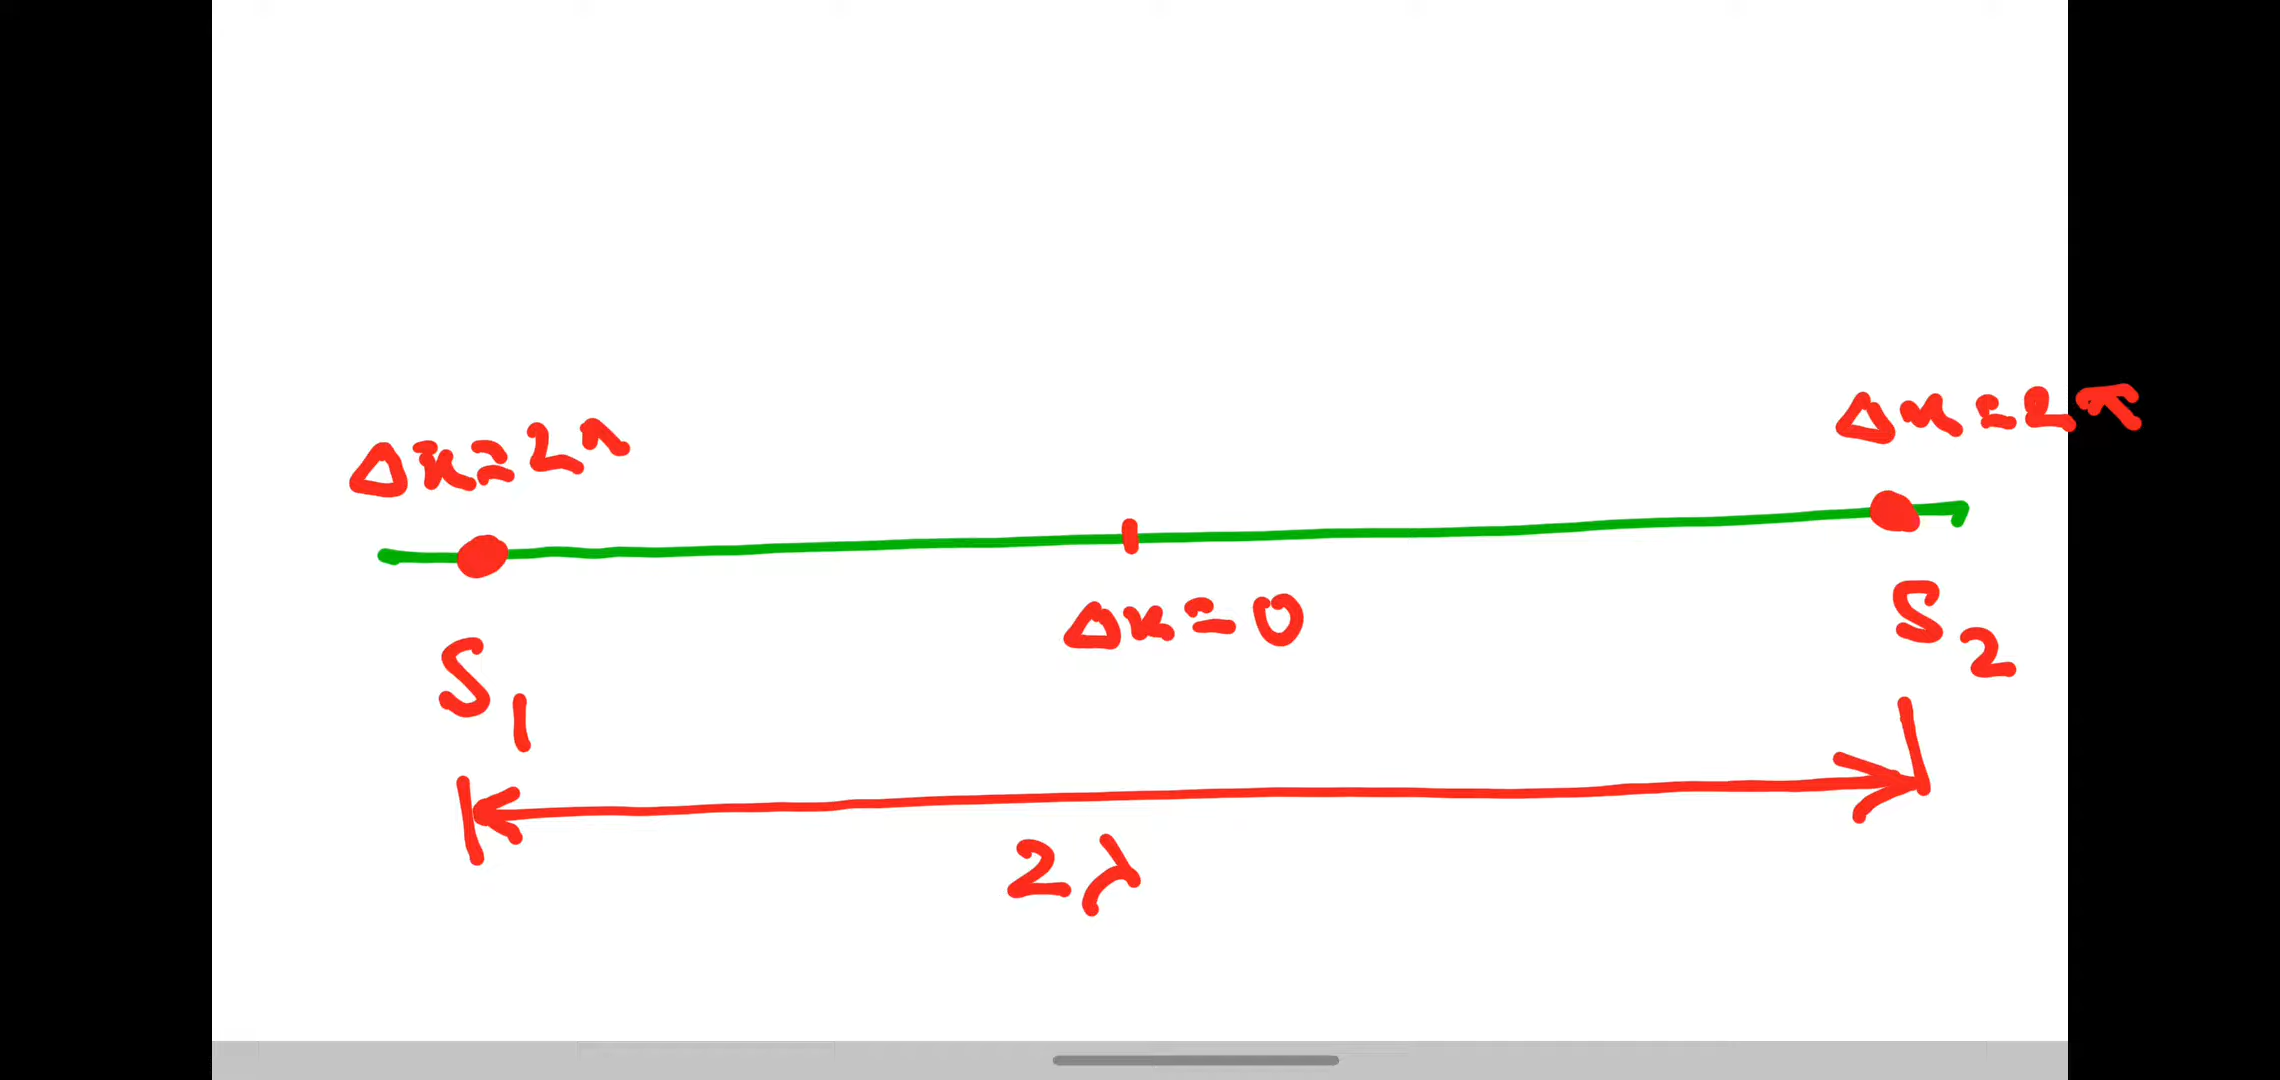 Δx = 2λ
Δx = 2λ
Δx = 0
S1
S2
2λ